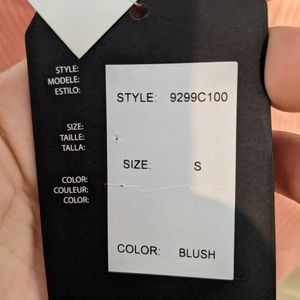 STYLE:
MODELE:
ESTILO:
STYLE: 9299C100
SIZE:
TAILLE:
TALLA:
SIZE: S
COLOR:
COULEUR:
COLOR:
COLOR: BLUSH